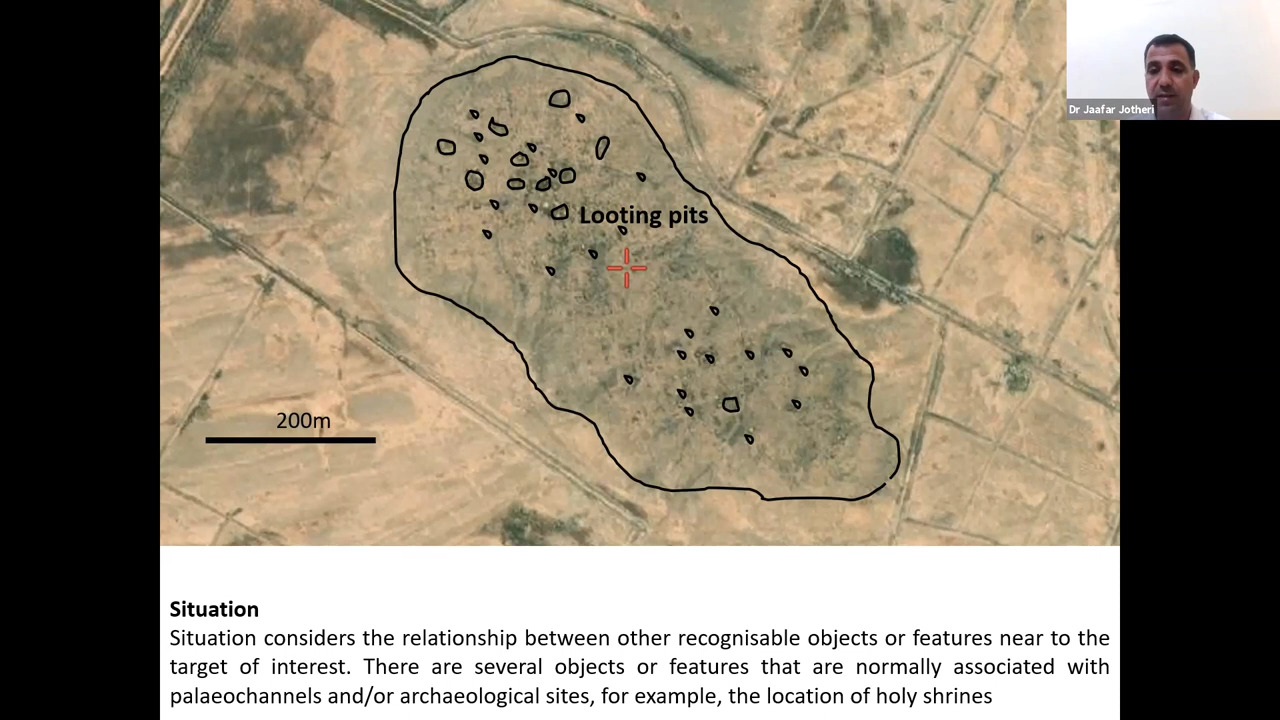 Dr Jaafar Jotheri
Looting pits
200m
Situation
Situation considers the relationship between other recognisable objects or features near to the
target of interest. There are several objects or features that are normally associated with
palaeochannels and/or archaeological sites, for example, the location of holy shrines